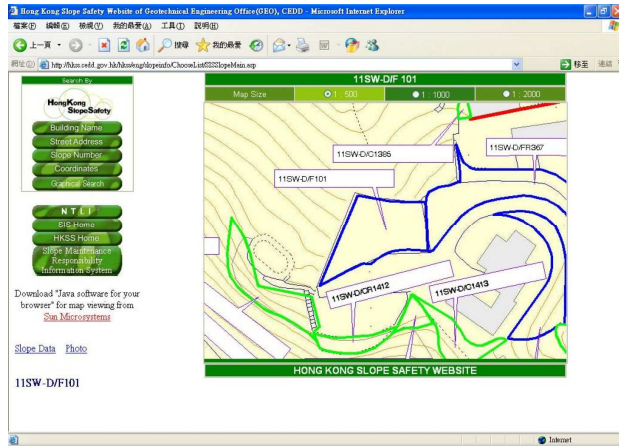 Hong Kong Slope Safety Website of Geotechnical Engineering Office(GEO), CEDD - Microsoft Internet Explorer
檔案(F) 編輯(E) 檢視(V) 我的最愛(A) 工具(T) 說明(H)
上一頁 搜尋 我的最愛
網址(D) http://hkss.cedd.gov.hk/hkss/eng/slopeinfo/ChooseList/SISSlopeMain.asp 移至 連結
Search By
HongKong
SlopeSafety
Building Name
Street Address
Slope Number
Coordinates
Graphical Search
N T L I
SIS Home
HKSS Home
Slope Maintenance
Responsibility
Information System
Download "Java software for your
browser" for map viewing from
Sun Microsystems
Slope Data Photo
11SW-D/F101
11SW-D/F 101
Map Size 1 : 500 1 : 1000 1 : 2000
11SW-D/C1385
11SW-D/FR367
11SW-D/F101
11SW-D/CR1412
11SW-D/C1413
HONG KONG SLOPE SAFETY WEBSITE
Internet